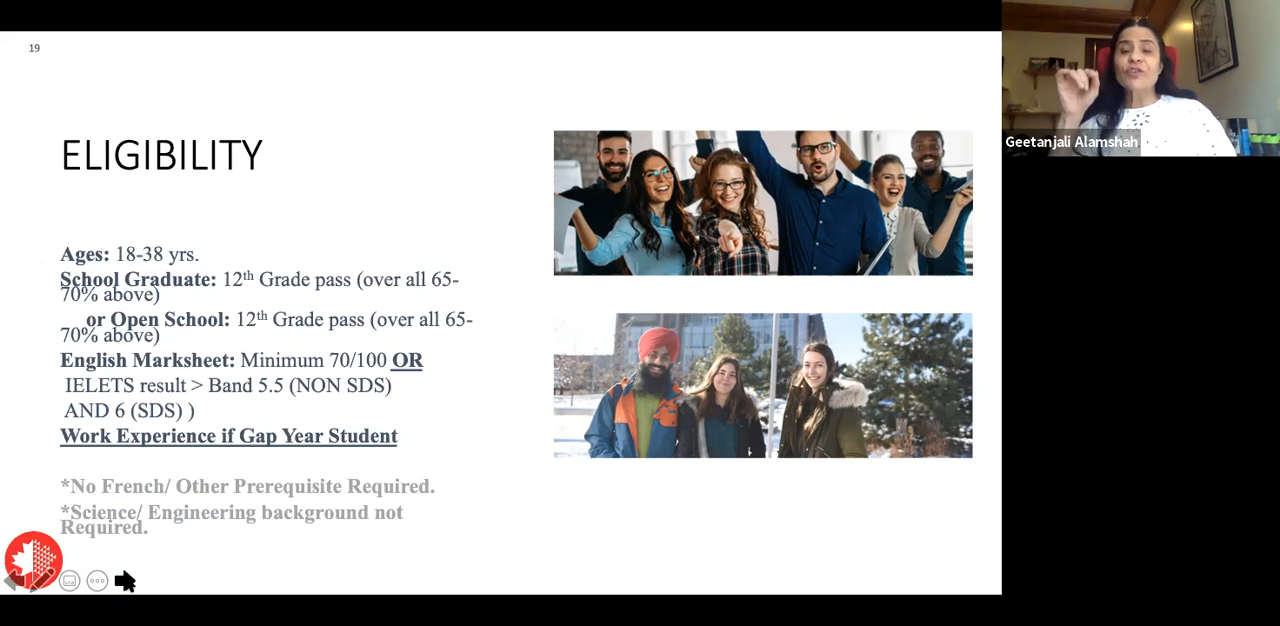 19
ELIGIBILITY
Ages: 18-38 yrs.
School Graduate: 12th Grade pass (over all 65-
70% above)
or Open School: 12th Grade pass (over all 65-
70% above)
English Marksheet: Minimum 70/100 OR
IELETS result > Band 5.5 (NON SDS)
AND 6 (SDS) )
Work Experience if Gap Year Student
*No French/ Other Prerequisite Required.
*Science/ Engineering background not
Required.
Geetanjali Alamshah